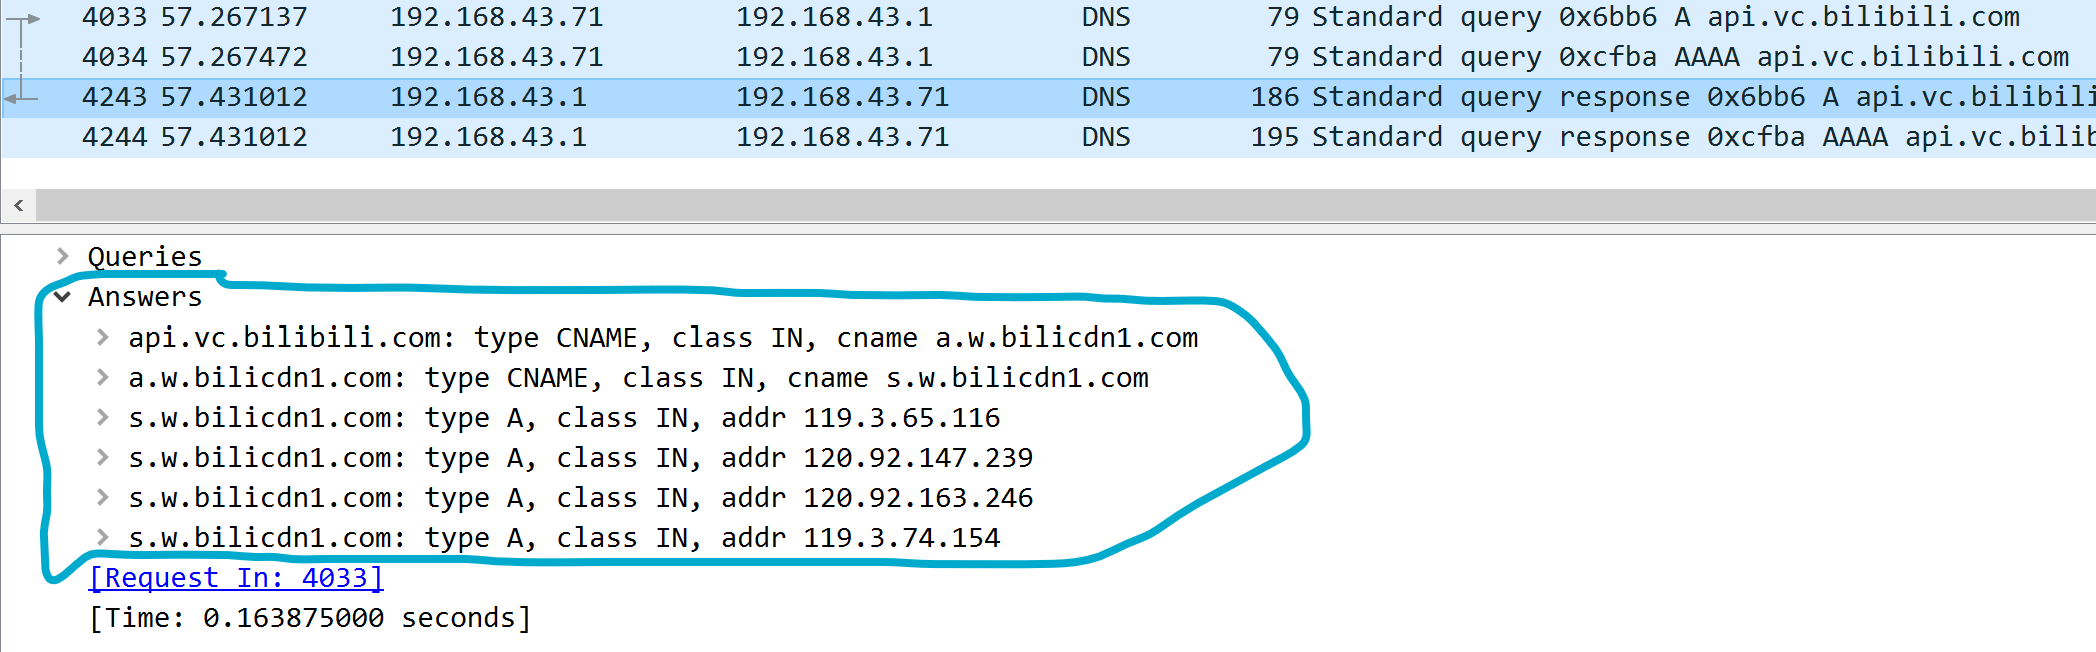 4033 57.267137 192.168.43.71 192.168.43.1 DNS 79 Standard query 0x6bb6 A api.vc.bilibili.com
4034 57.267472 192.168.43.71 192.168.43.1 DNS 79 Standard query 0xcfba AAAA api.vc.bilibili.com
4243 57.431012 192.168.43.1 192.168.43.71 DNS 186 Standard query response 0x6bb6 A api.vc.bilibili
4244 57.431012 192.168.43.1 192.168.43.71 DNS 195 Standard query response 0xcfba AAAA api.vc.bilib
Queries
Answers
api.vc.bilibili.com: type CNAME, class IN, cname a.w.bilicdn1.com
a.w.bilicdn1.com: type CNAME, class IN, cname s.w.bilicdn1.com
s.w.bilicdn1.com: type A, class IN, addr 119.3.65.116
s.w.bilicdn1.com: type A, class IN, addr 120.92.147.239
s.w.bilicdn1.com: type A, class IN, addr 120.92.163.246
s.w.bilicdn1.com: type A, class IN, addr 119.3.74.154
[Request In: 4033]
[Time: 0.163875000 seconds]